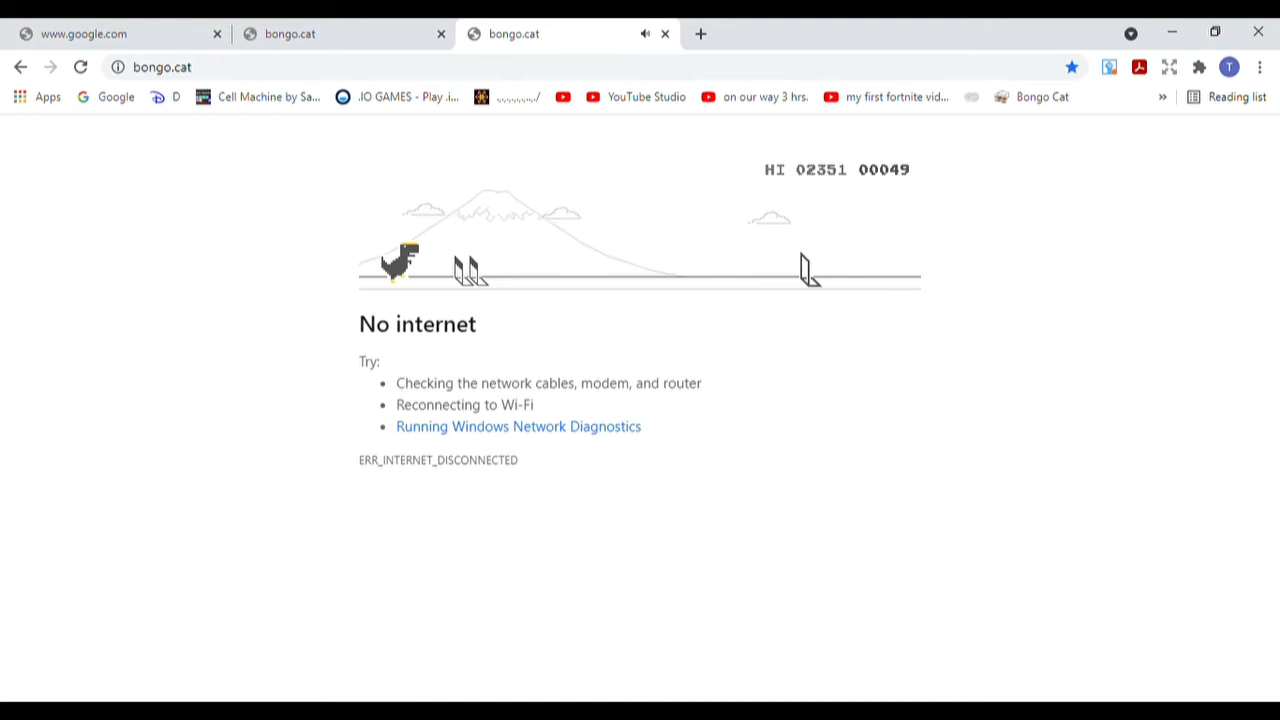 www.google.com
bongo.cat
bongo.cat
bongo.cat
T
Apps
Google
D
Cell Machine by Sa...
.IO GAMES - Play .i...
,,,,,,,,,,,,,/
YouTube Studio
on our way 3 hrs.
my first fortnite vid...
Bongo Cat
»
Reading list
HI 02351 00049
No internet
Try:
• Checking the network cables, modem, and router
• Reconnecting to Wi-Fi
• Running Windows Network Diagnostics
ERR_INTERNET_DISCONNECTED